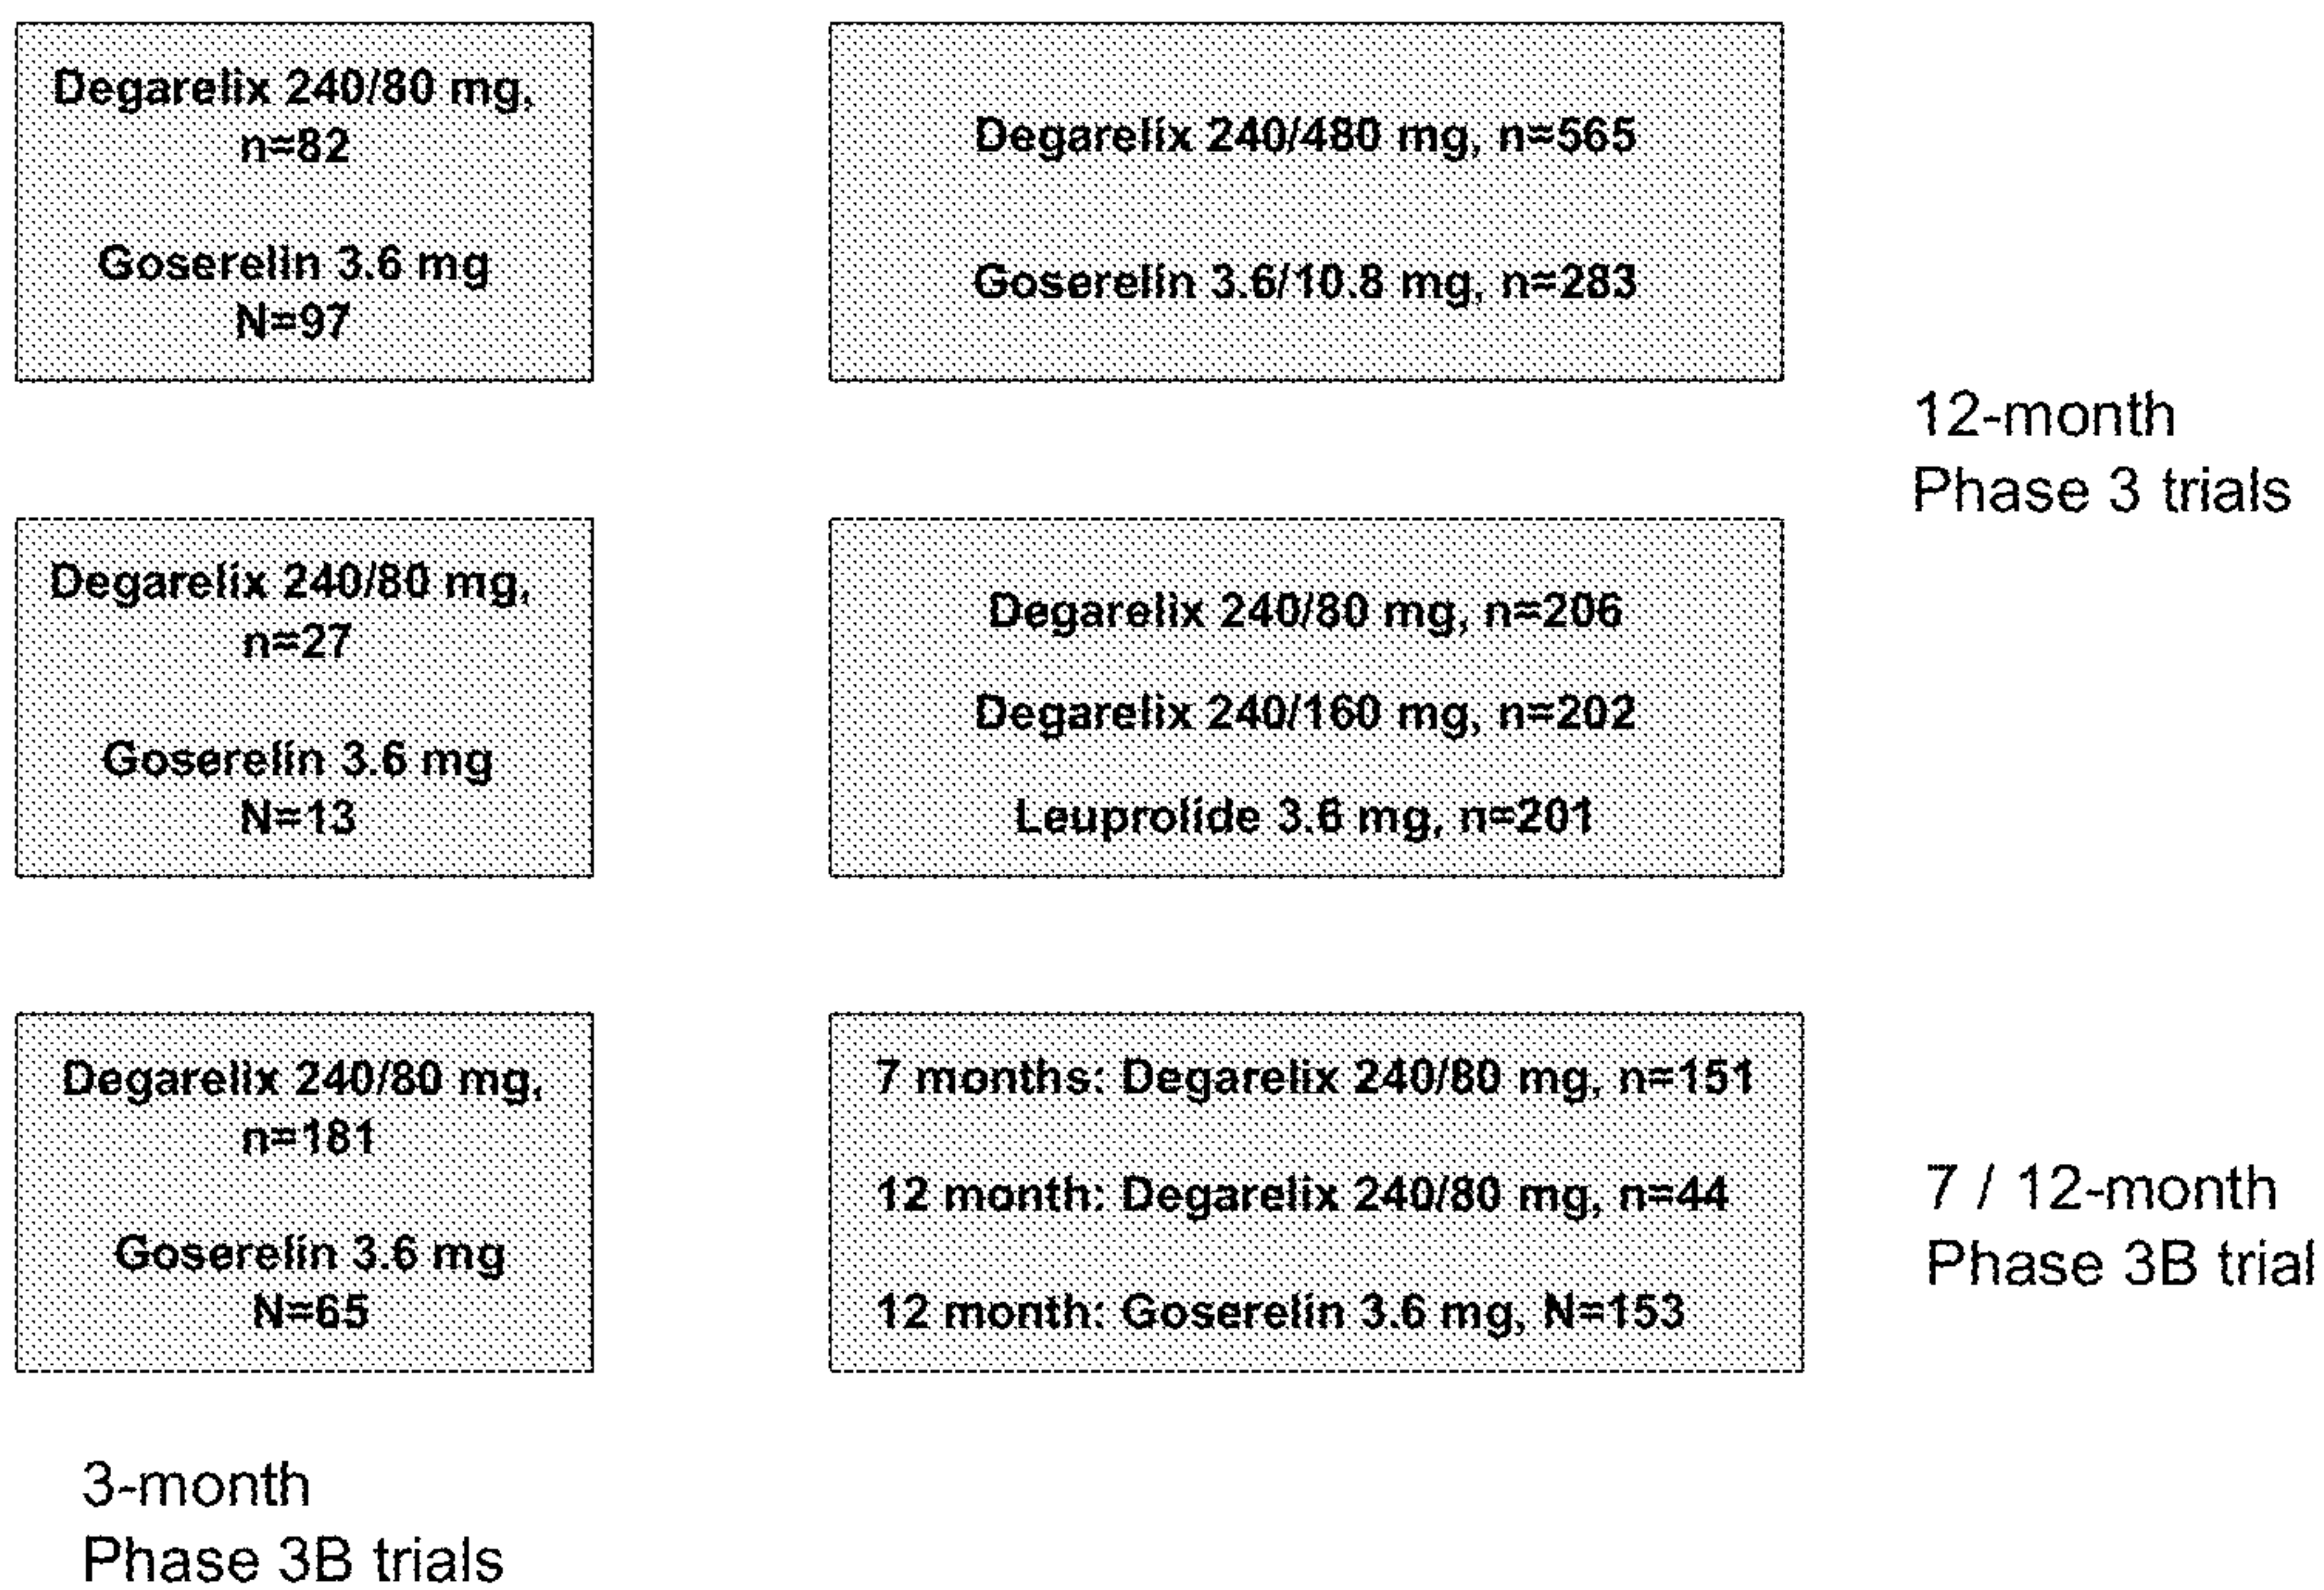 Degarelix 240/80 mg,
n=82
Goserelin 3.6 mg
N=97
Degarelix 240/480 mg, n=565
Goserelin 3.6/10.8 mg, n=283
12-month
Phase 3 trials
Degarelix 240/80 mg,
n=27
Goserelin 3.6 mg
N=13
Degarelix 240/80 mg, n=206
Degarelix 240/160 mg, n=202
Leuprolide 3.6 mg, n=201
Degarelix 240/80 mg,
n=181
Goserelin 3.6 mg
N=65
7 months: Degarelix 240/80 mg, n=151
12 month: Degarelix 240/80 mg, n=44
12 month: Goserelin 3.6 mg, N=153
7 / 12-month
Phase 3B trial
3-month
Phase 3B trials